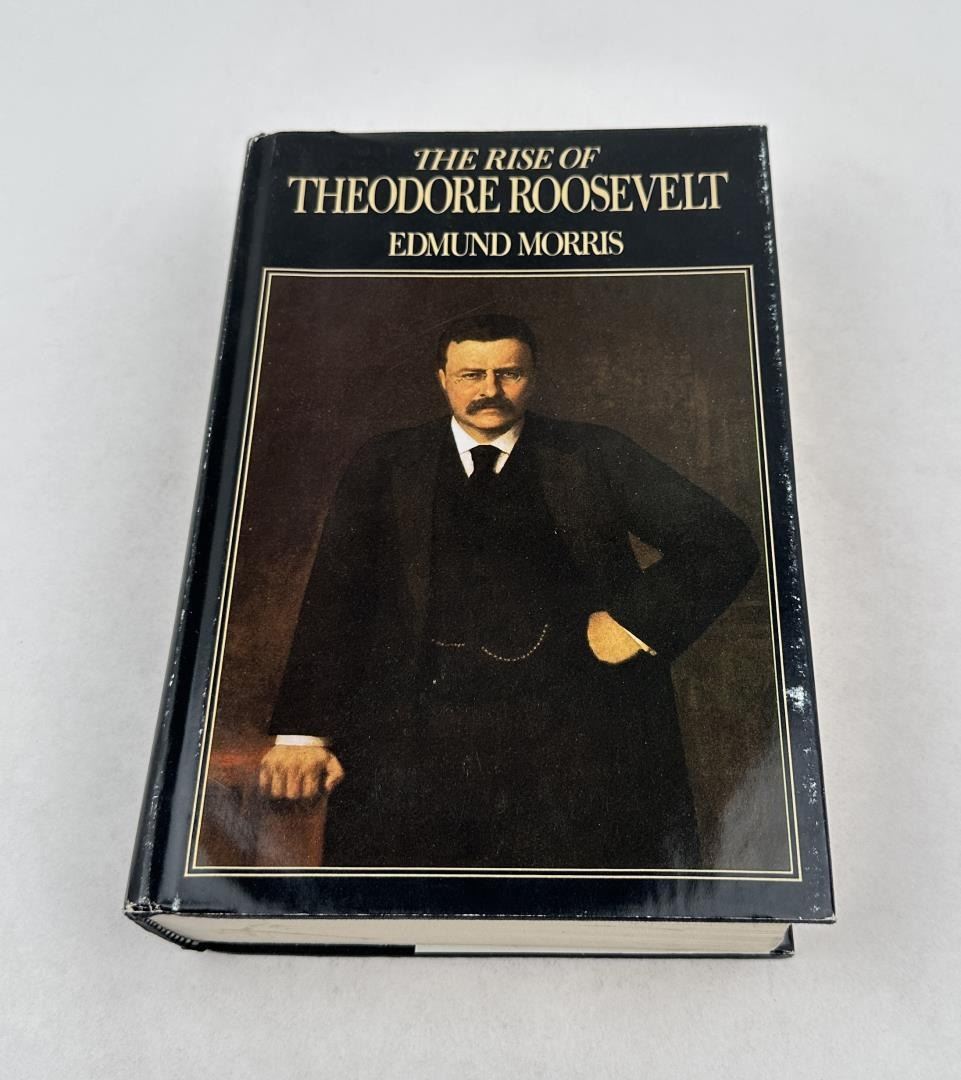 THE RISE OF
THEODORE ROOSEVELT
EDMUND MORRIS